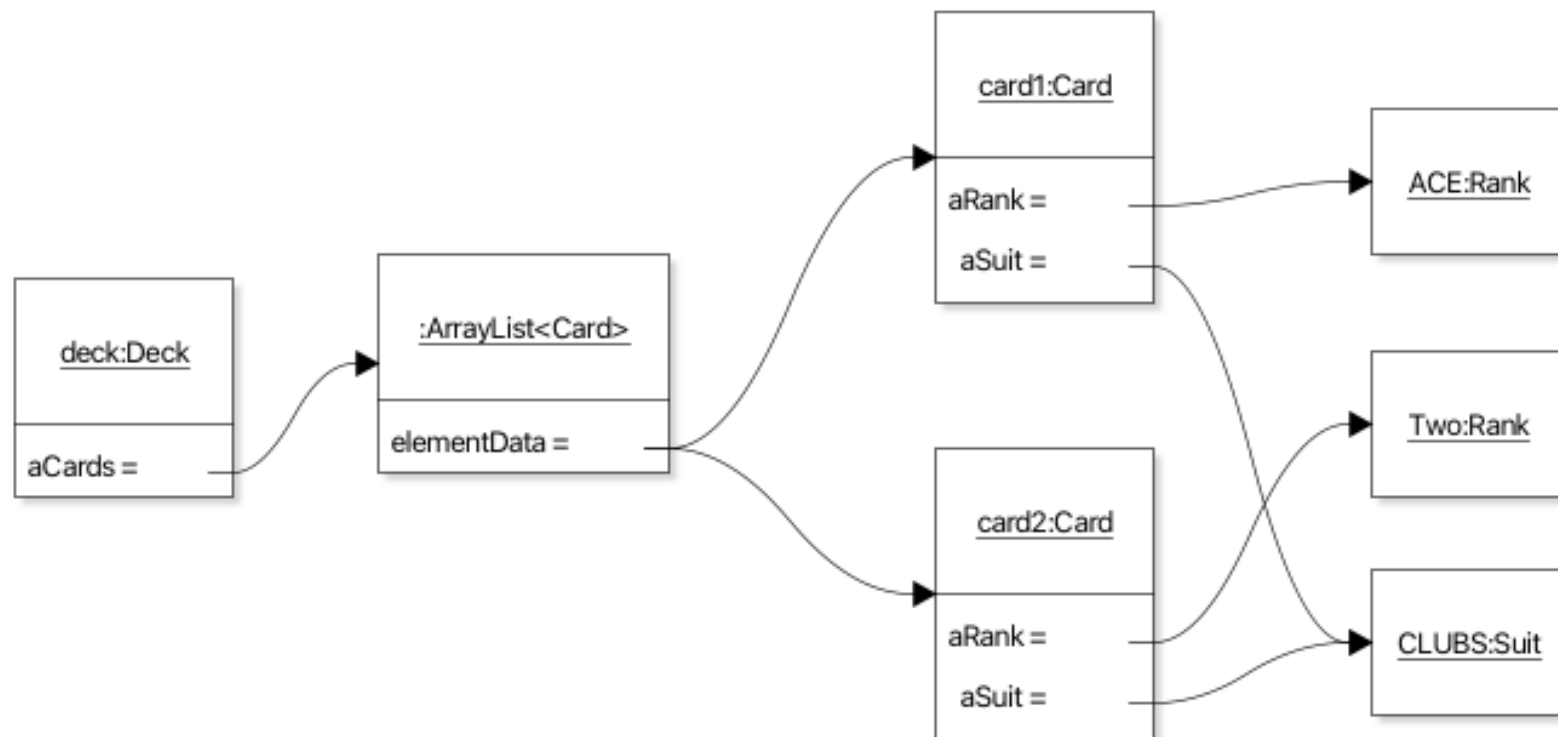 deck:Deck
aCards =
:ArrayList<Card>
elementData =
card1:Card
aRank =
aSuit =
card2:Card
aRank =
aSuit =
ACE:Rank
Two:Rank
CLUBS:Suit